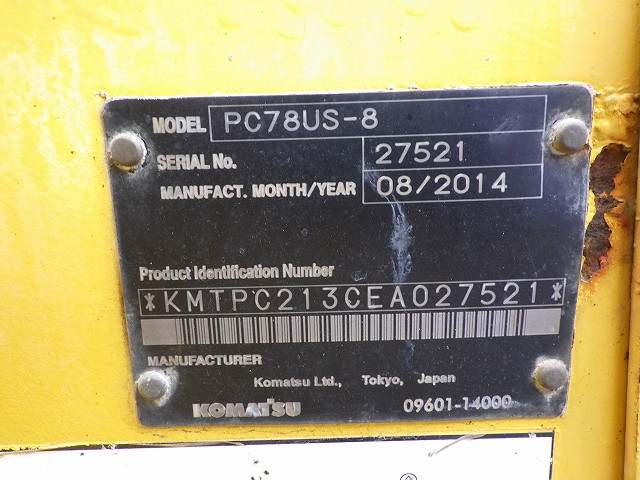 MODEL PC78US-8
SERIAL No. 27521
MANUFACT. MONTH/YEAR 08/2014
Product Identification Number
*KMTPC213CEA027521*
MANUFACTURER
Komatsu Ltd., Tokyo, Japan
KOMATSU 09601-14000